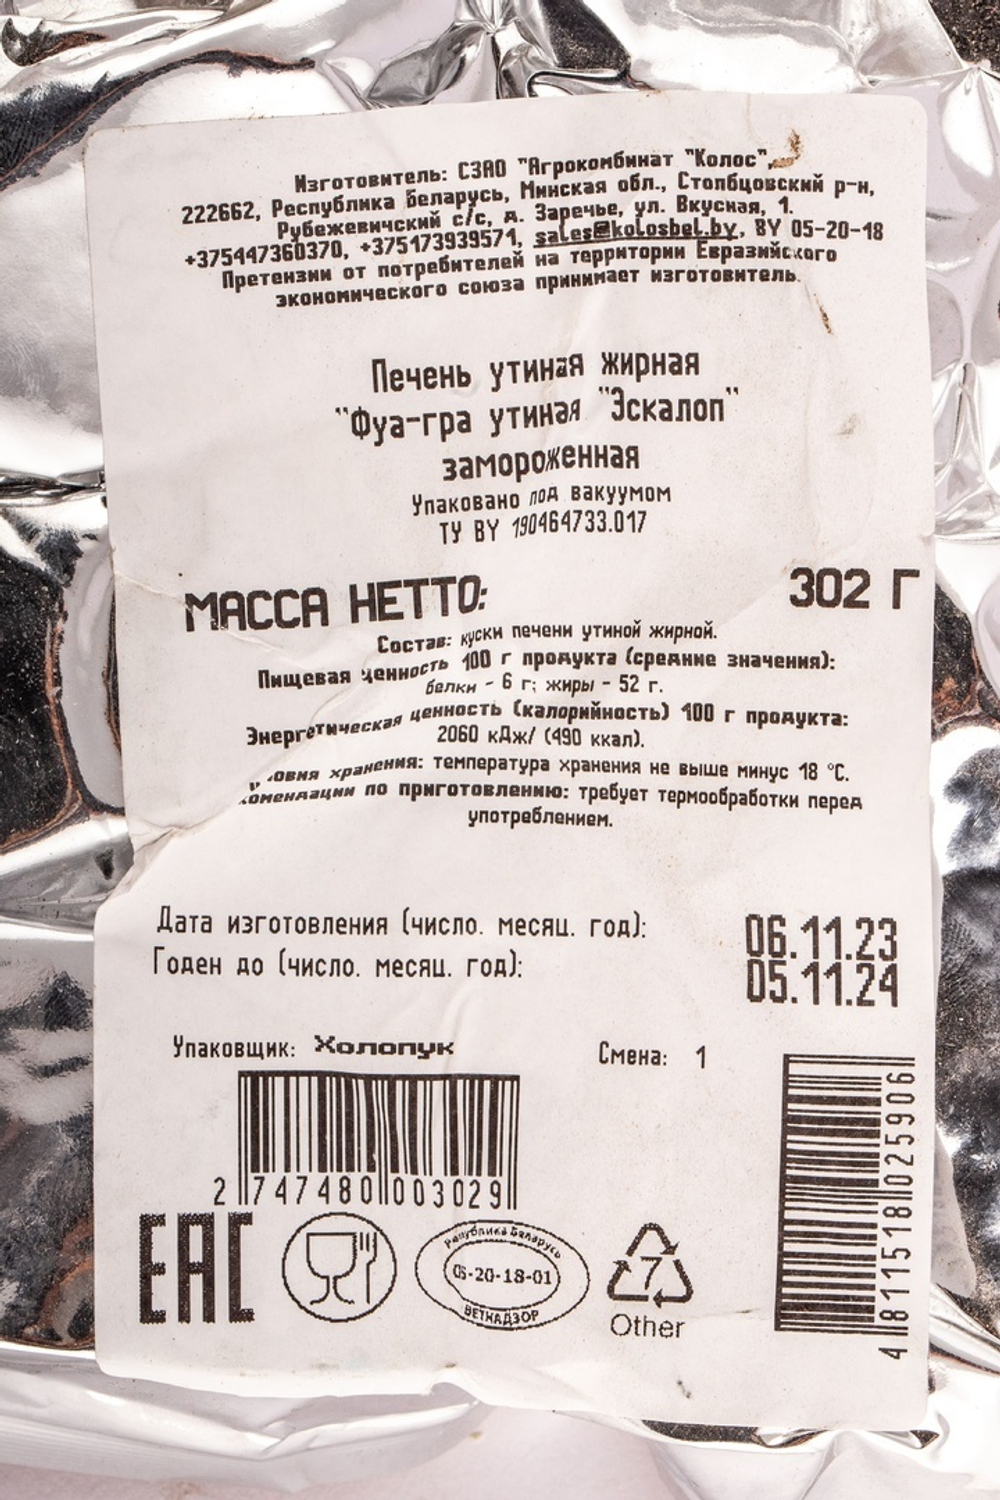 Изготовитель: СЗАО "Агрокомбинат "Колос",
222662, Республика Беларусь, Минская обл., Столбцовский р-н,
Рубежевичский с/с, д. Заречье, ул. Вкусная, 1.
+375447360370, +375173939571, sales@kolosbel.by, BY 05-20-18
Претензии от потребителей на территории Евразийского
экономического союза принимает изготовитель.
Печень утиная жирная
"Фуа-гра утиная "Эскалоп"
замороженная
Упаковано под вакуумом
ТУ BY 190464733.017
МАССА НЕТТО: 302 Г
Состав: куски печени утиной жирной.
Пищевая ценность 100 г продукта (средние значения):
белки - 6 г; жиры - 52 г.
Энергетическая ценность (калорийность) 100 г продукта:
2060 кДж/ (490 ккал).
хранения: температура хранения не выше минус 18 °С.
по приготовлению: требует термообработки перед
употреблением.
Дата изготовления (число. месяц. год): 06.11.23
Годен до (число. месяц. год): 05.11.24
Упаковщик: Холопук Смена: 1
2 747480 003029
4 811518 025906
EAC
Республика Беларусь
05-20-18-01
ВЕТНАДЗОР
7
Other